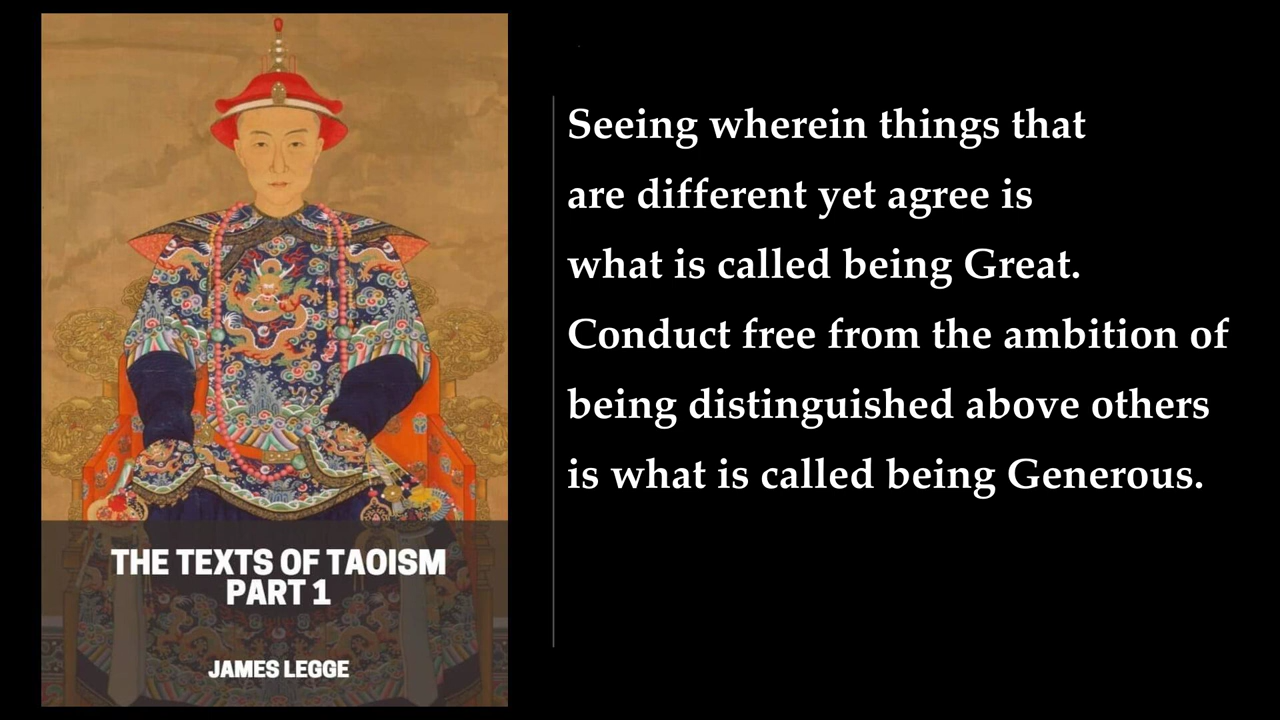 Seeing wherein things that
are different yet agree is
what is called being Great.
Conduct free from the ambition of
being distinguished above others
is what is called being Generous.
THE TEXTS OF TAOISM
PART 1
JAMES LEGGE